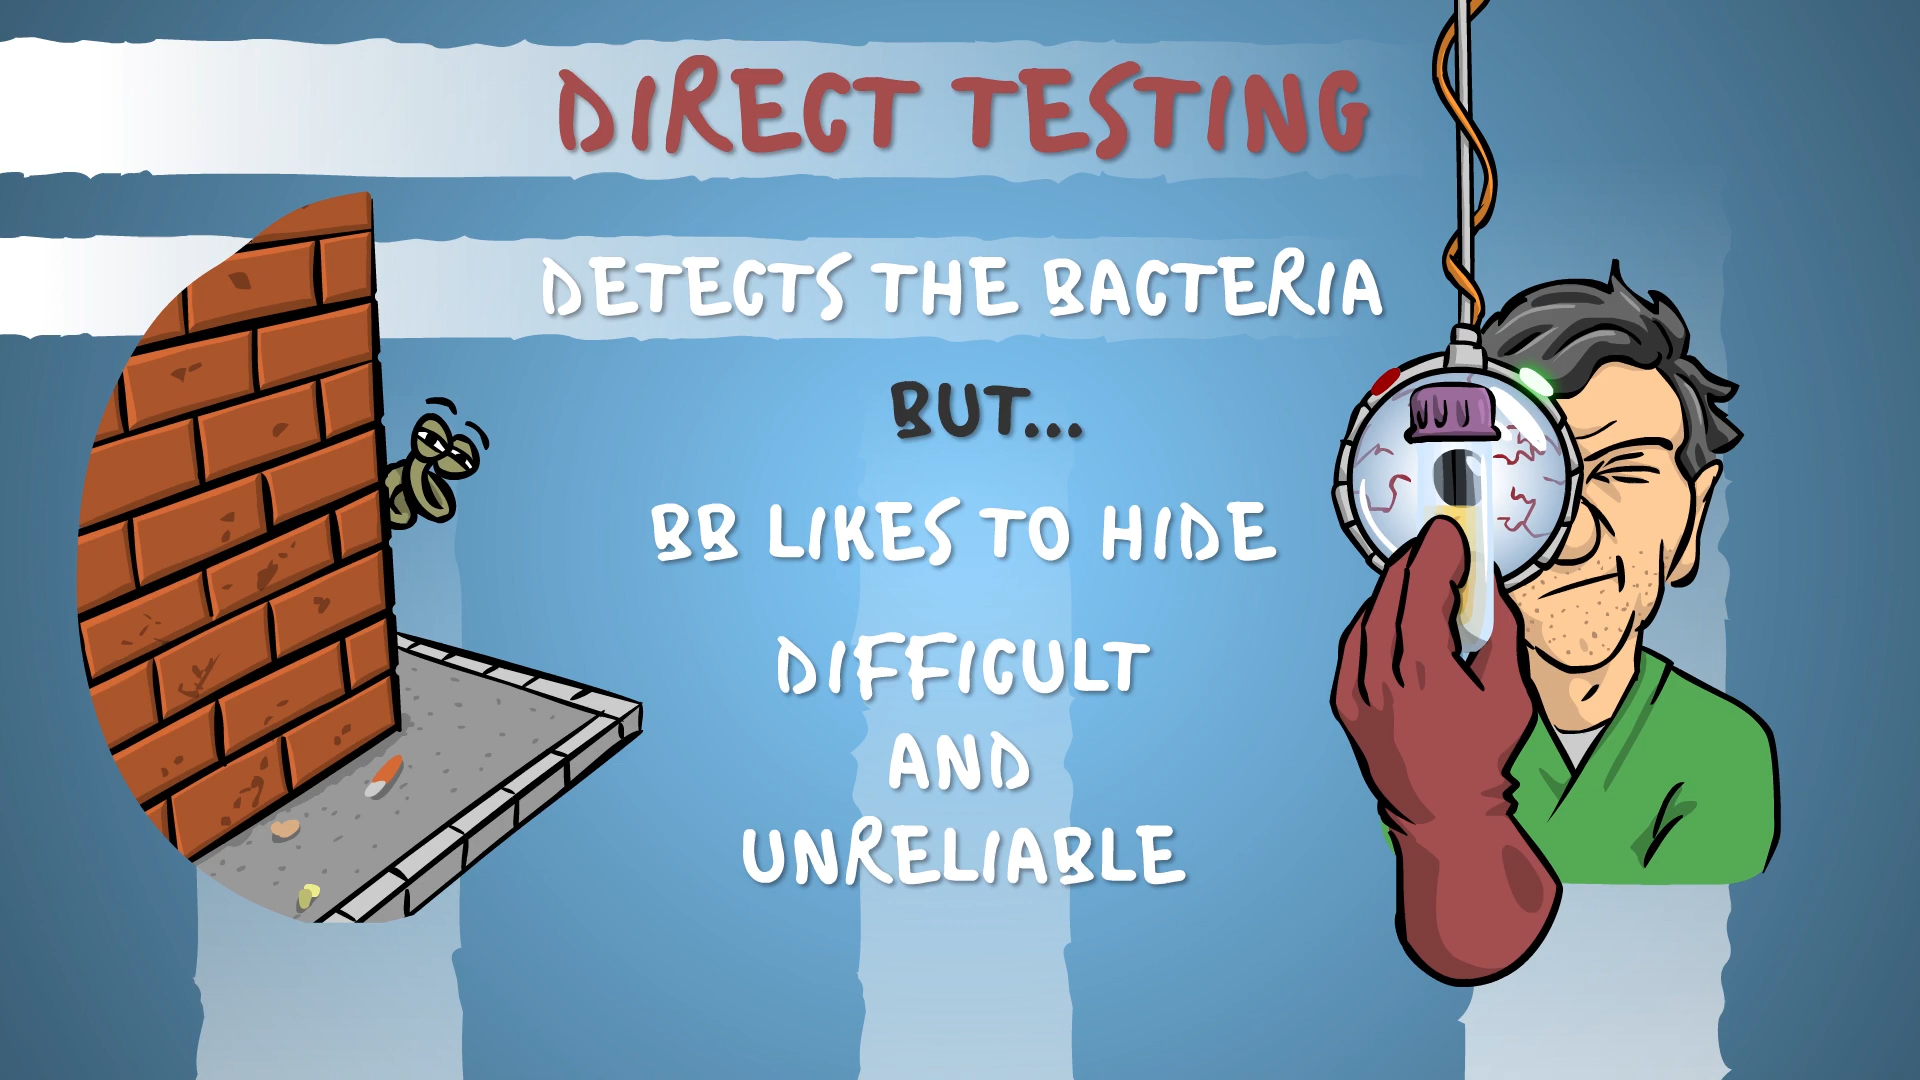 DIRECT TESTING
DETECTS THE BACTERIA
BUT...
BB LIKES TO HIDE
DIFFICULT
AND
UNRELIABLE